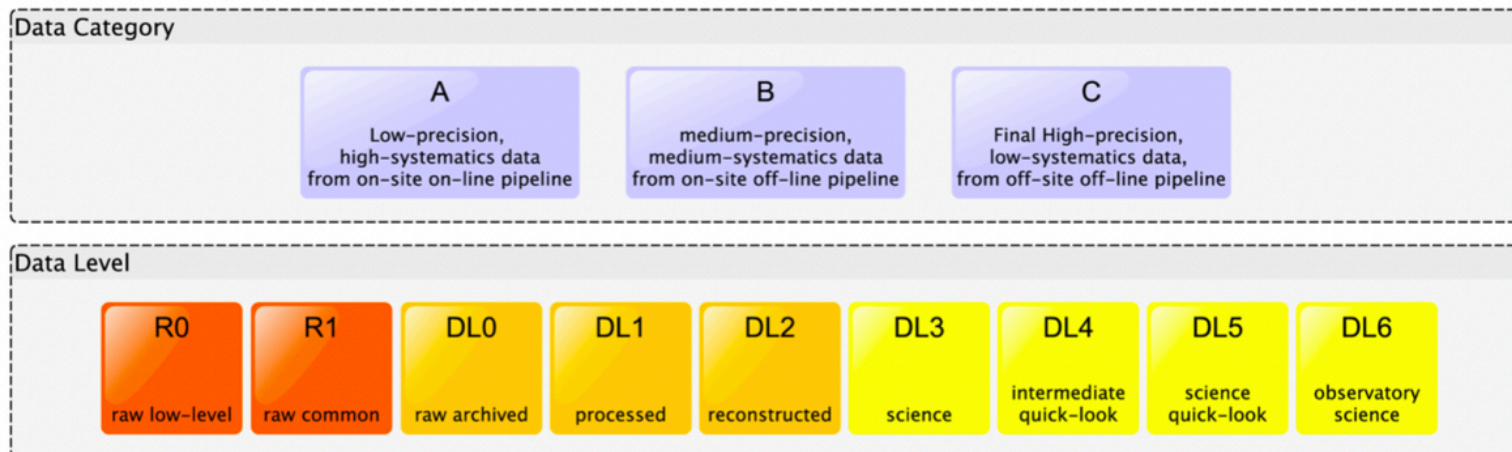 Data Category
A
Low-precision,
high-systematics data
from on-site on-line pipeline
B
medium-precision,
medium-systematics data
from on-site off-line pipeline
C
Final High-precision,
low-systematics data,
from off-site off-line pipeline
Data Level
R0
raw low-level
R1
raw common
DL0
raw archived
DL1
processed
DL2
reconstructed
DL3
science
DL4
intermediate
quick-look
DL5
science
quick-look
DL6
observatory
science